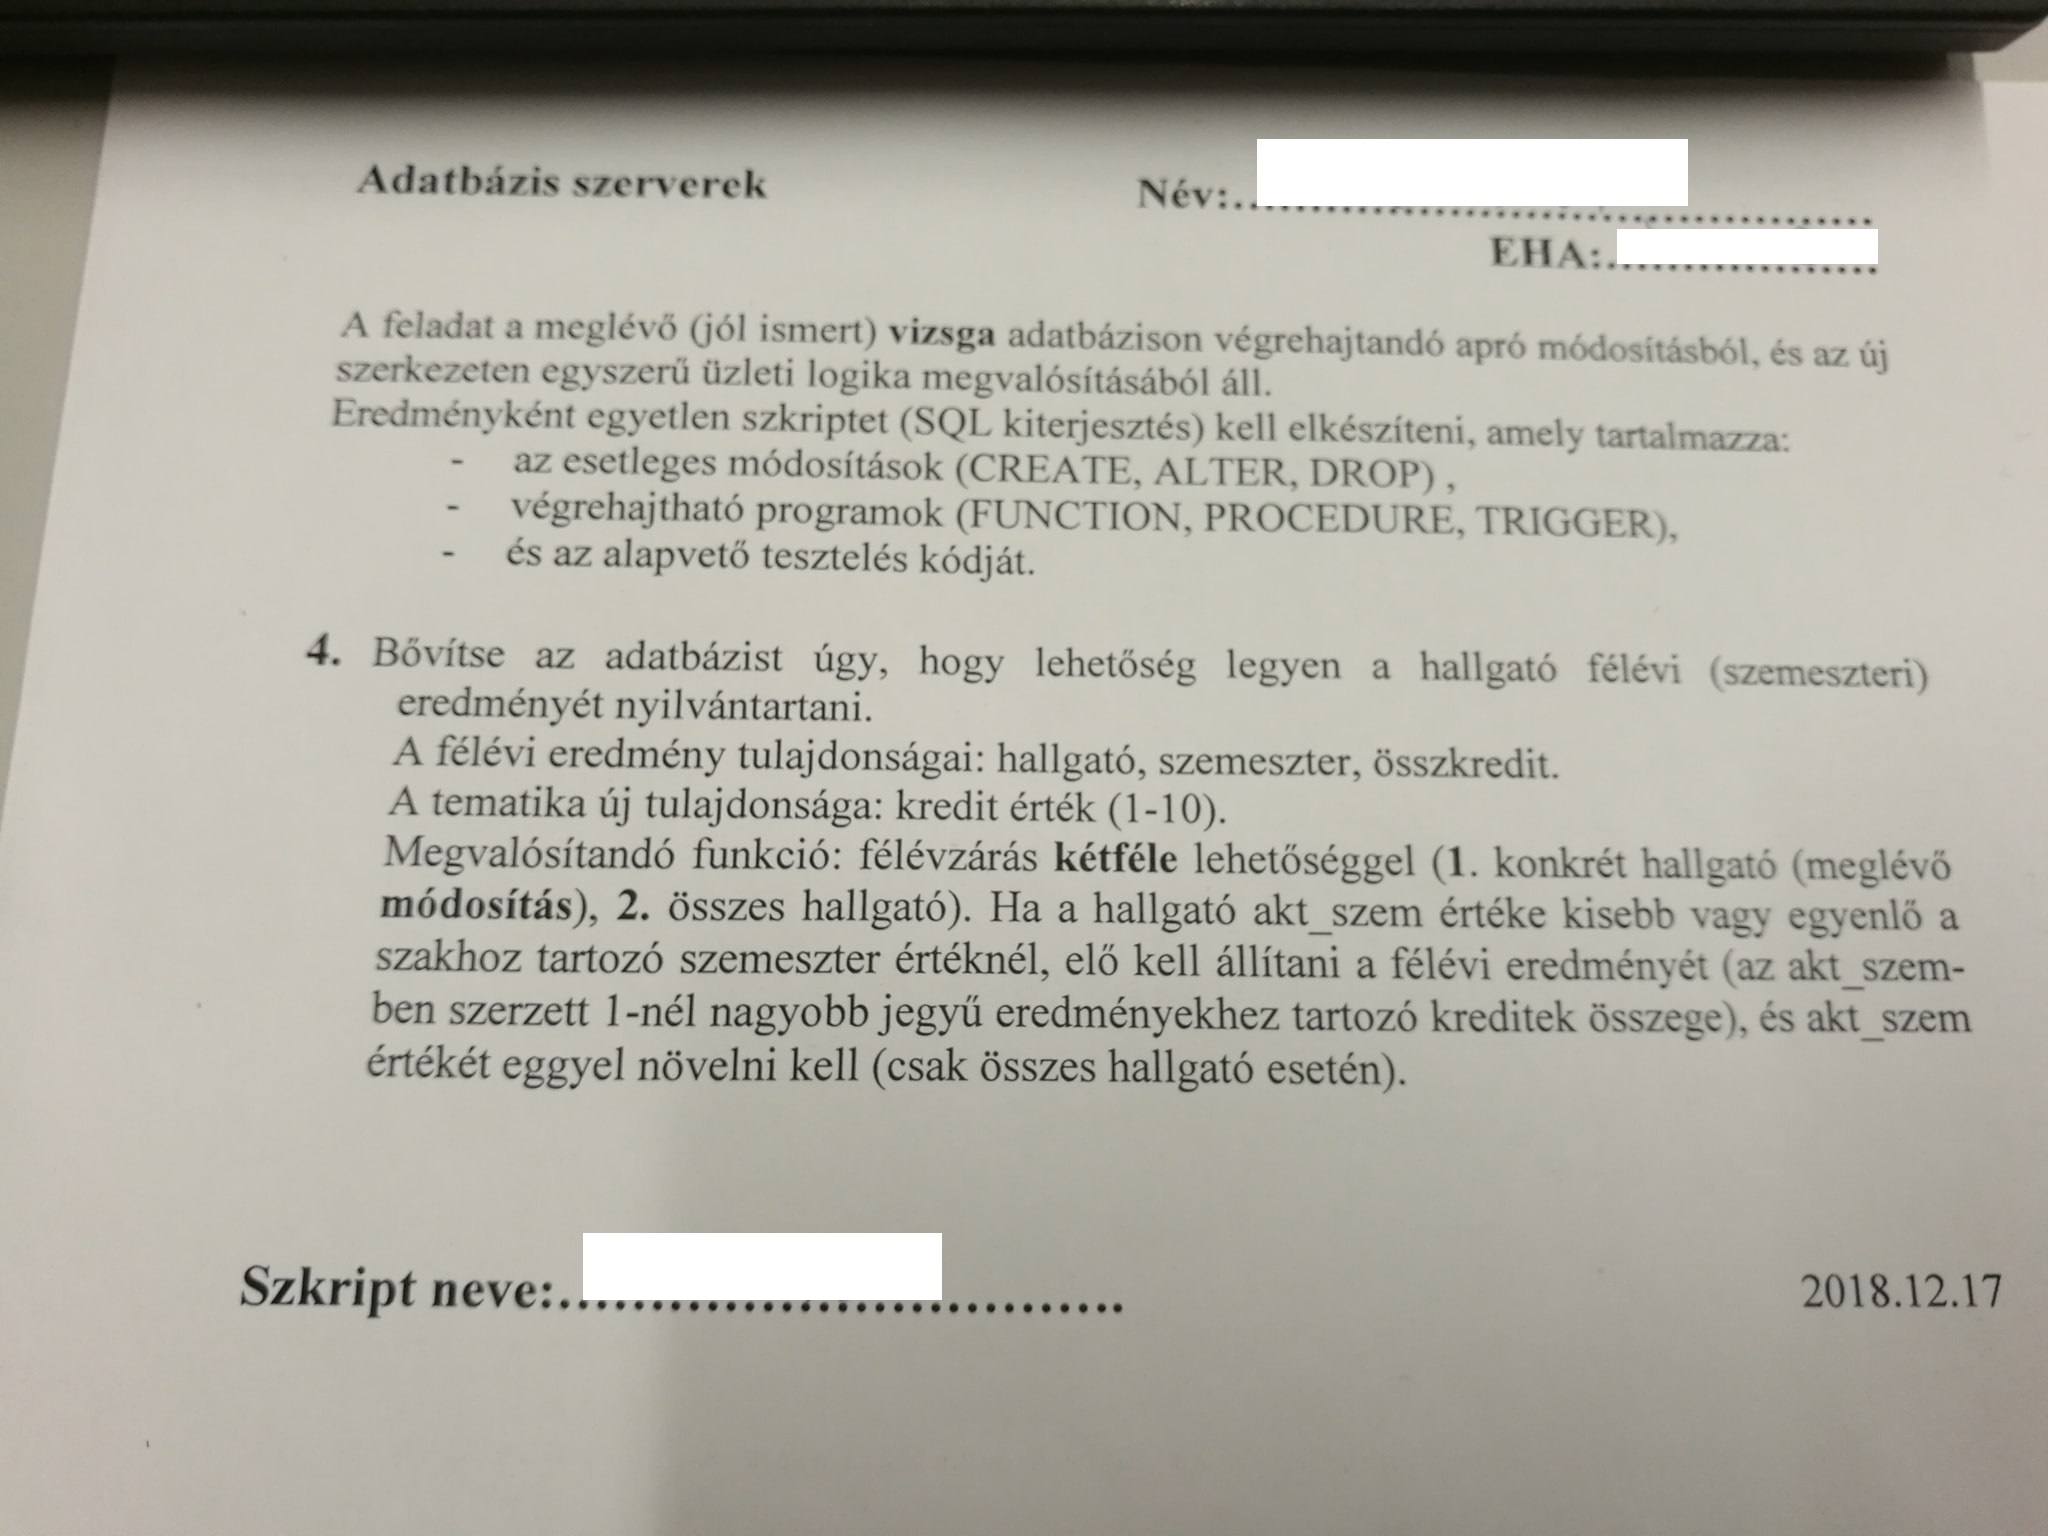 Adatbázis szerverek
Név:
EHA:
A feladat a meglévő (jól ismert) vizsga adatbázison végrehajtandó apró módosításból, és az új
szerkezeten egyszerű üzleti logika megvalósításából áll.
Eredményként egyetlen szkriptet (SQL kiterjesztés) kell elkészíteni, amely tartalmazza:
- az esetleges módosítások (CREATE, ALTER, DROP) ,
- végrehajtható programok (FUNCTION, PROCEDURE, TRIGGER),
- és az alapvető tesztelés kódját.
4. Bővítse az adatbázist úgy, hogy lehetőség legyen a hallgató félévi (szemeszteri)
eredményét nyilvántartani.
A félévi eredmény tulajdonságai: hallgató, szemeszter, összkredit.
A tematika új tulajdonsága: kredit érték (1-10).
Megvalósítandó funkció: félévzárás kétféle lehetőséggel (1. konkrét hallgató (meglévő
módosítás), 2. összes hallgató). Ha a hallgató akt_szem értéke kisebb vagy egyenlő a
szakhoz tartozó szemeszter értéknél, elő kell állítani a félévi eredményét (az akt_szem-
ben szerzett 1-nél nagyobb jegyű eredményekhez tartozó kreditek összege), és akt_szem
értékét eggyel növelni kell (csak összes hallgató esetén).
Szkript neve:
2018.12.17